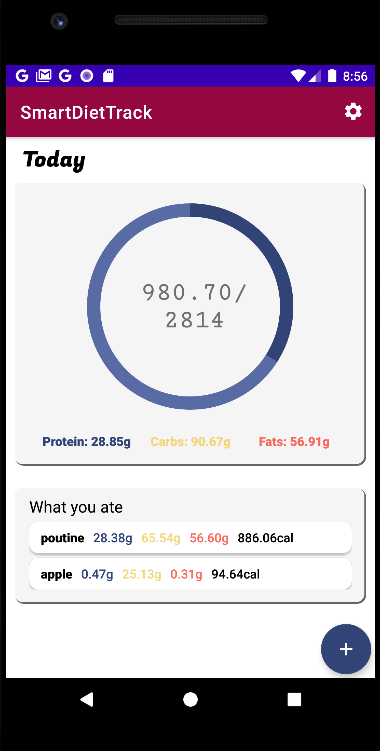 8:56
SmartDietTrack
Today
980.70/
2814
Protein: 28.85g Carbs: 90.67g Fats: 56.91g
What you ate
poutine 28.38g 65.54g 56.60g 886.06cal
apple 0.47g 25.13g 0.31g 94.64cal
+